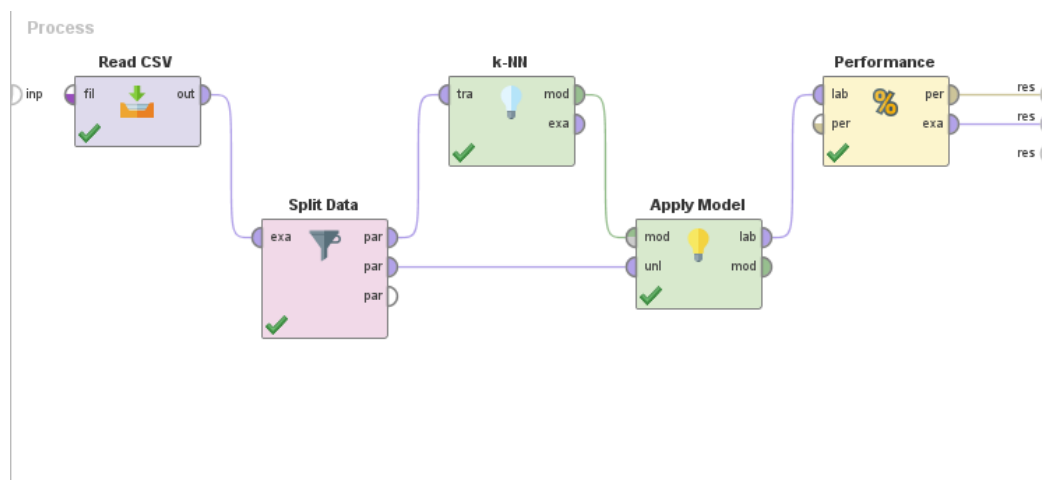 Process
Read CSV
inp
fil
out
Split Data
exa
par
par
par
k-NN
tra
mod
exa
Apply Model
mod
lab
unl
mod
Performance
%
lab
per
per
exa
res
res
res